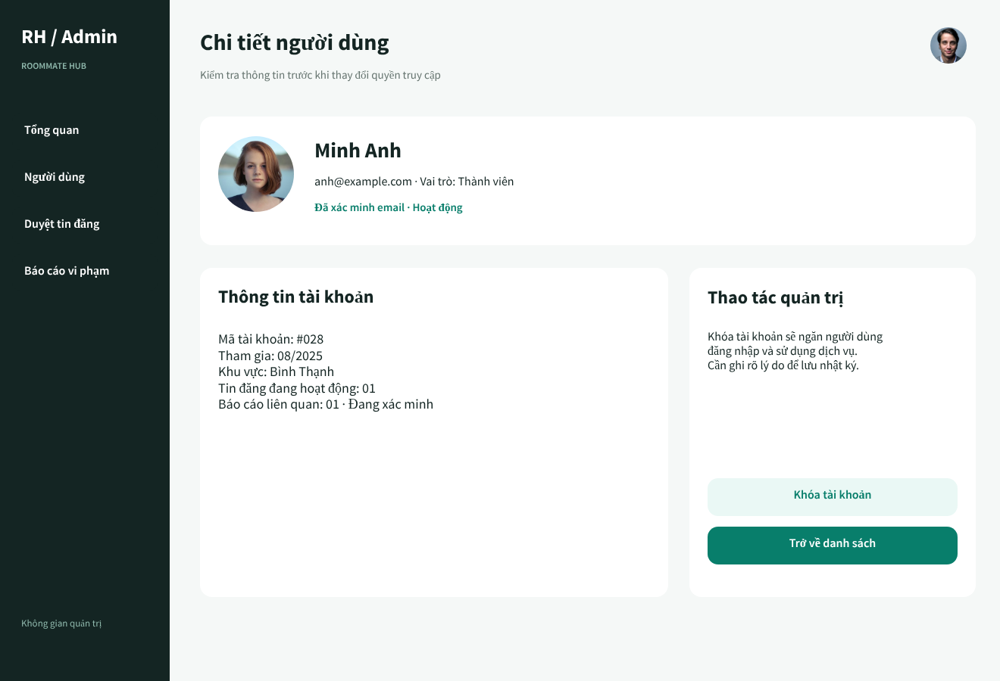 RH / Admin
ROOMMATE HUB
Tổng quan
Người dùng
Duyệt tin đăng
Báo cáo vi phạm
Không gian quản trị
Chi tiết người dùng
Kiểm tra thông tin trước khi thay đổi quyền truy cập
Minh Anh
anh@example.com · Vai trò: Thành viên
Đã xác minh email · Hoạt động
Thông tin tài khoản
Mã tài khoản: #028
Tham gia: 08/2025
Khu vực: Bình Thạnh
Tin đăng đang hoạt động: 01
Báo cáo liên quan: 01 · Đang xác minh
Thao tác quản trị
Khóa tài khoản sẽ ngăn người dùng
đăng nhập và sử dụng dịch vụ.
Cần ghi rõ lý do để lưu nhật ký.
Khóa tài khoản
Trở về danh sách